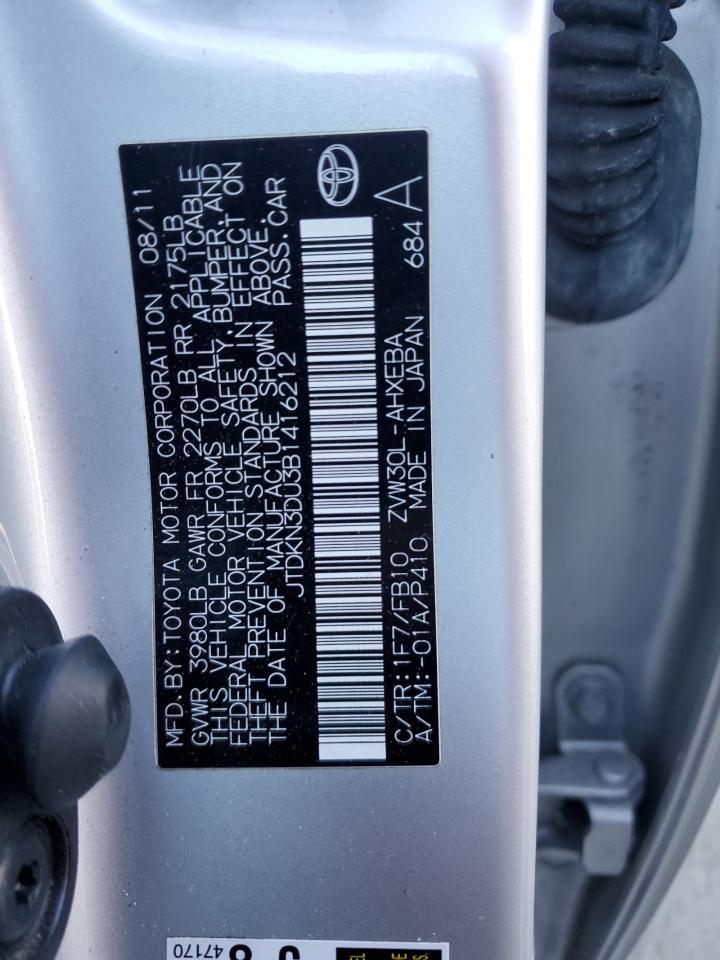 MFD.BY:TOYOTA MOTOR CORPORATION 08/11
GVWR 3980LB GAWR FR 2270LB RR 2175LB
THIS VEHICLE CONFORMS TO ALL APPLICABLE
FEDERAL MOTOR VEHICLE SAFETY,BUMPER,AND
THEFT PREVENTION STANDARDS IN EFFECT ON
THE DATE OF MANUFACTURE SHOWN ABOVE.
JTDKN3DU3B1416212 PASS.CAR
C/TR:1F7/FB10 ZVW30L-AHXEBA
A/TM:-01A/P410 MADE IN JAPAN 684 A
47170